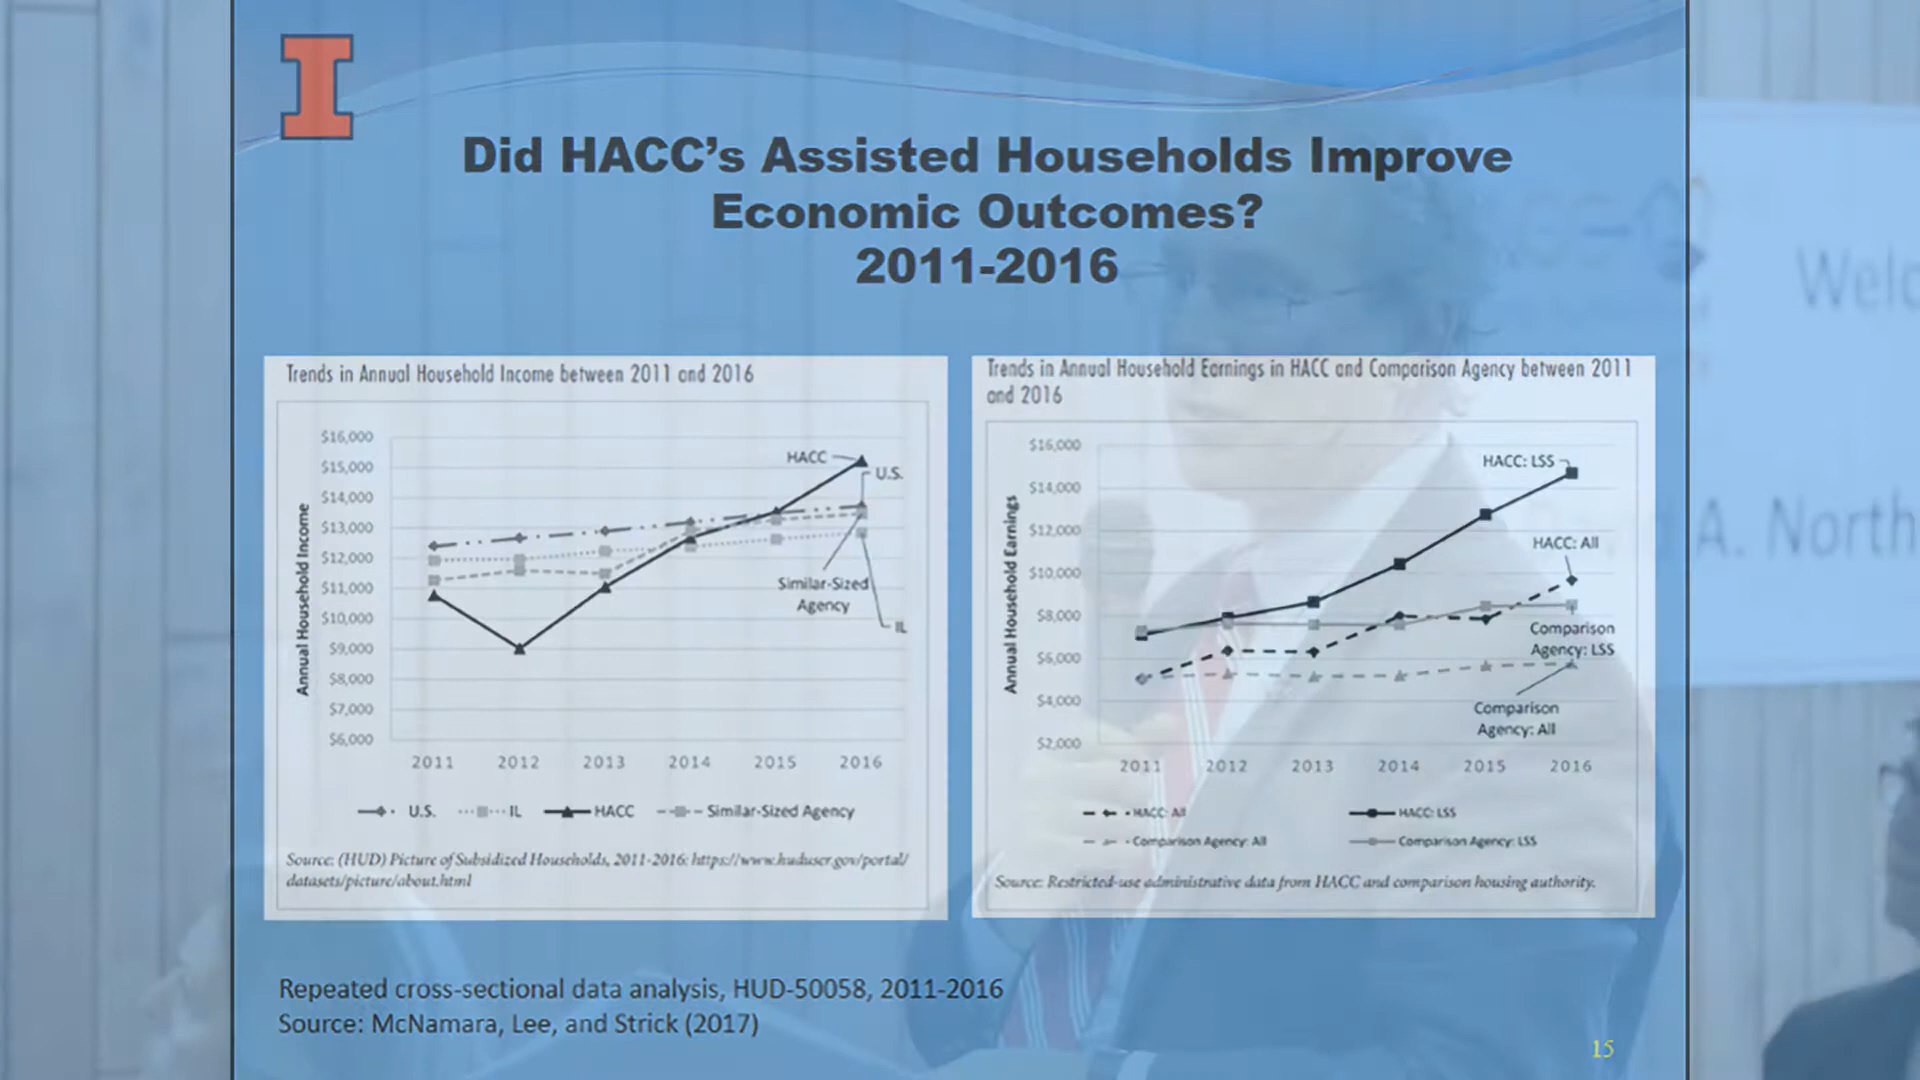 I
Did HACC's Assisted Households Improve
Economic Outcomes?
2011-2016
Trends in Annual Household Income between 2011 and 2016
$16,000
$15,000
$14,000
$13,000
$12,000
$11,000
$10,000
$9,000
$8,000
$7,000
$6,000
Annual Household Income
HACC
U.S.
Similar-Sized
Agency
IL
2011 2012 2013 2014 2015 2016
U.S. IL HACC Similar-Sized Agency
Source: (HUD) Picture of Subsidized Households, 2011-2016: https://www.huduser.gov/portal/
datasets/picture/about.html
Trends in Annual Household Earnings in HACC and Comparison Agency between 2011
and 2016
$16,000
$14,000
$12,000
$10,000
$8,000
$6,000
$4,000
$2,000
Annual Household Earnings
HACC: LSS
HACC: All
Comparison
Agency: LSS
Comparison
Agency: All
2011 2012 2013 2014 2015 2016
HACC: All HACC: LSS
Comparison Agency: All Comparison Agency: LSS
Source: Restricted-use administrative data from HACC and comparison housing authority.
Repeated cross-sectional data analysis, HUD-50058, 2011-2016
Source: McNamara, Lee, and Strick (2017)
15
Welc
A. North